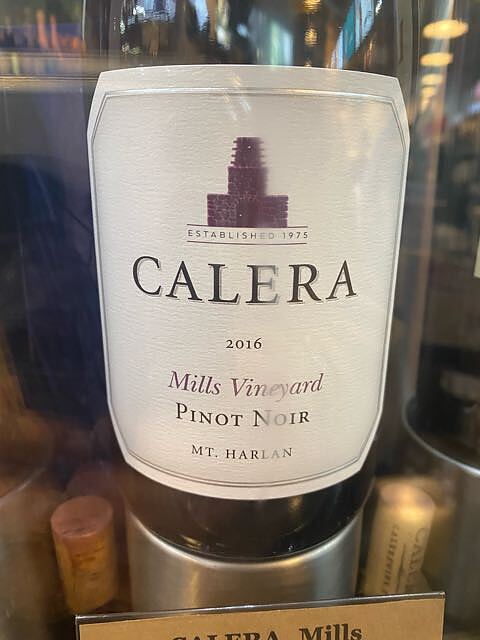 ESTABLISHED 1975
CALERA
2016
Mills Vineyard
PINOT NOIR
MT. HARLAN
CALERA Mills